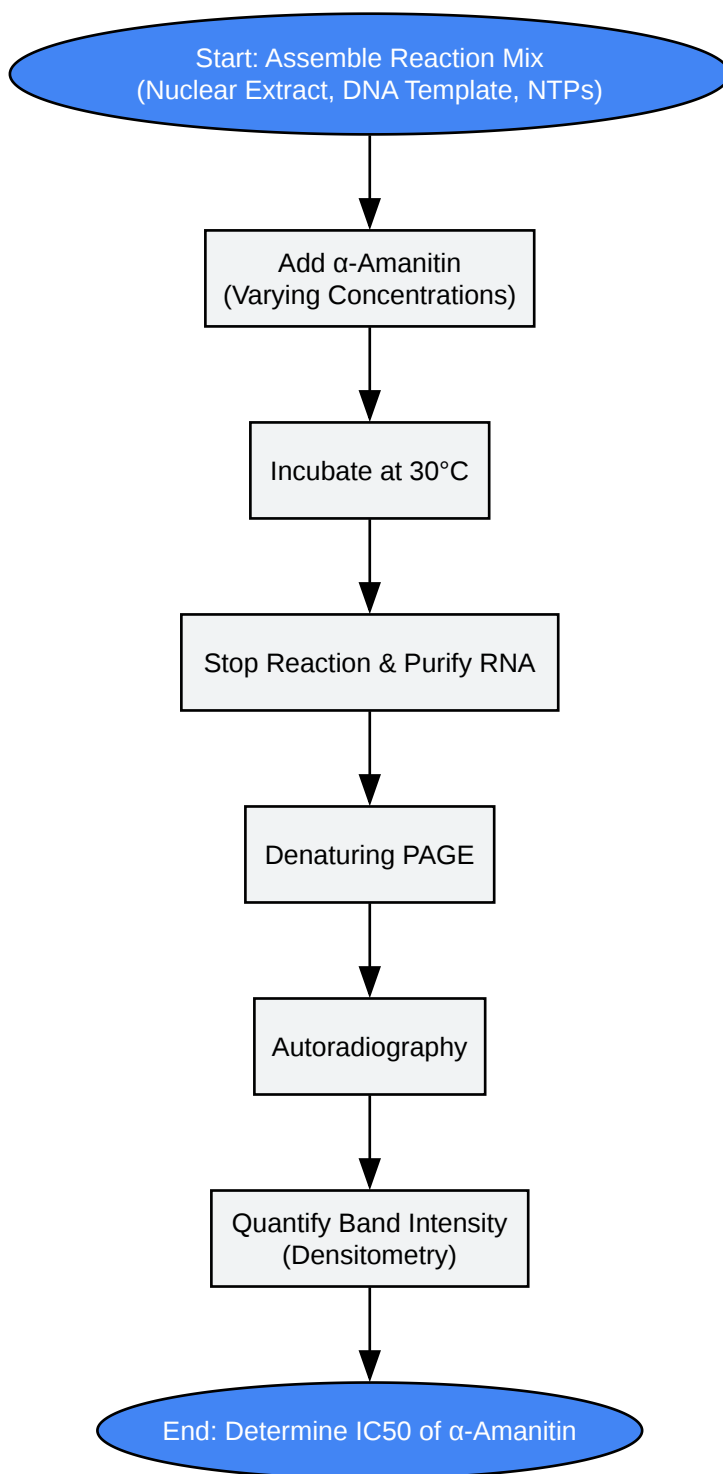 Start: Assemble Reaction Mix
(Nuclear Extract, DNA Template, NTPs)
Add α-Amanitin
(Varying Concentrations)
Incubate at 30°C
Stop Reaction & Purify RNA
Denaturing PAGE
Autoradiography
Quantify Band Intensity
(Densitometry)
End: Determine IC50 of α-Amanitin